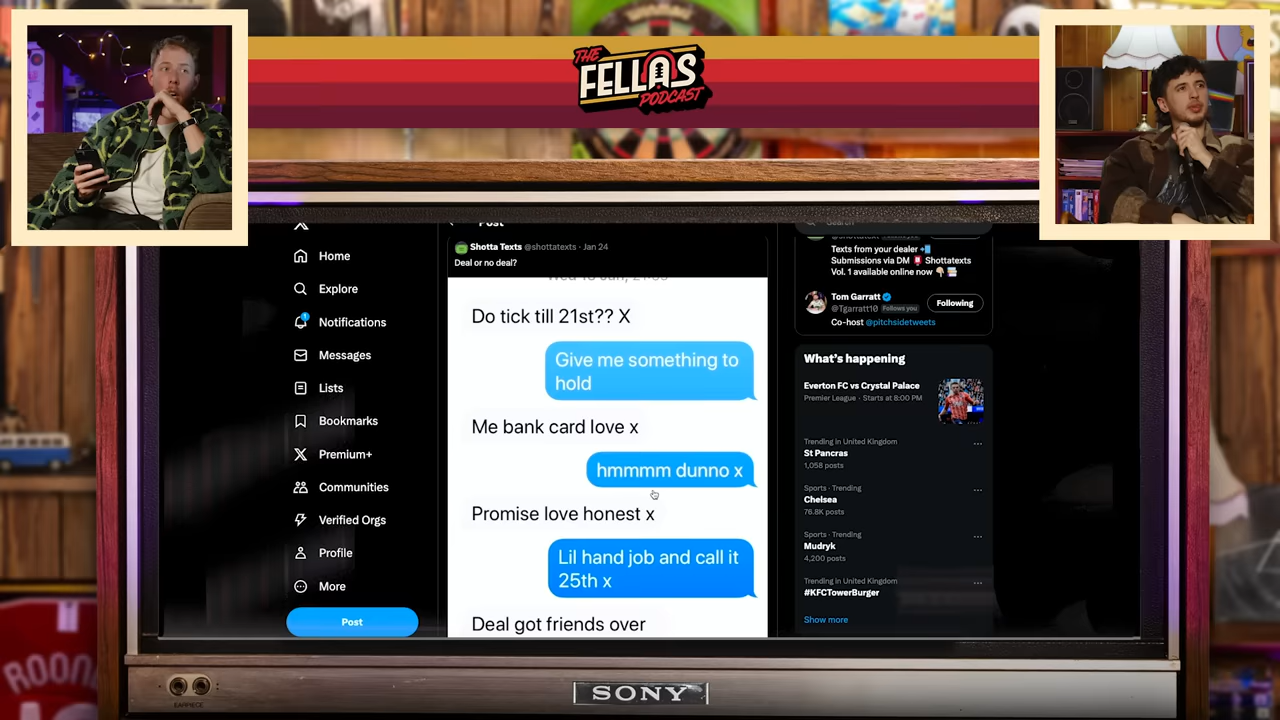 THE
FELLAS
PODCAST
Post
Search
Home
Explore
1
Notifications
Messages
Lists
Bookmarks
Premium+
Communities
Verified Orgs
Profile
More
Post
Shotta Texts @shottatexts · Jan 24
Deal or no deal?
Do tick till 21st?? X
Give me something to
hold
Me bank card love x
hmmmm dunno x
Promise love honest x
Lil hand job and call it
25th x
Deal got friends over
Texts from your dealer
Submissions via DM Shottatexts
Vol. 1 available online now
Tom Garratt
@Tgarratt10 Follows you
Following
Co-host @pitchsidetweets
What's happening
Everton FC vs Crystal Palace
Premier League · Starts at 8:00 PM
Trending in United Kingdom
St Pancras
1,058 posts
Sports · Trending
Chelsea
76.8K posts
Sports · Trending
Mudryk
4,200 posts
Trending in United Kingdom
#KFCTowerBurger
Show more
EARPIECE
SONY
ROON